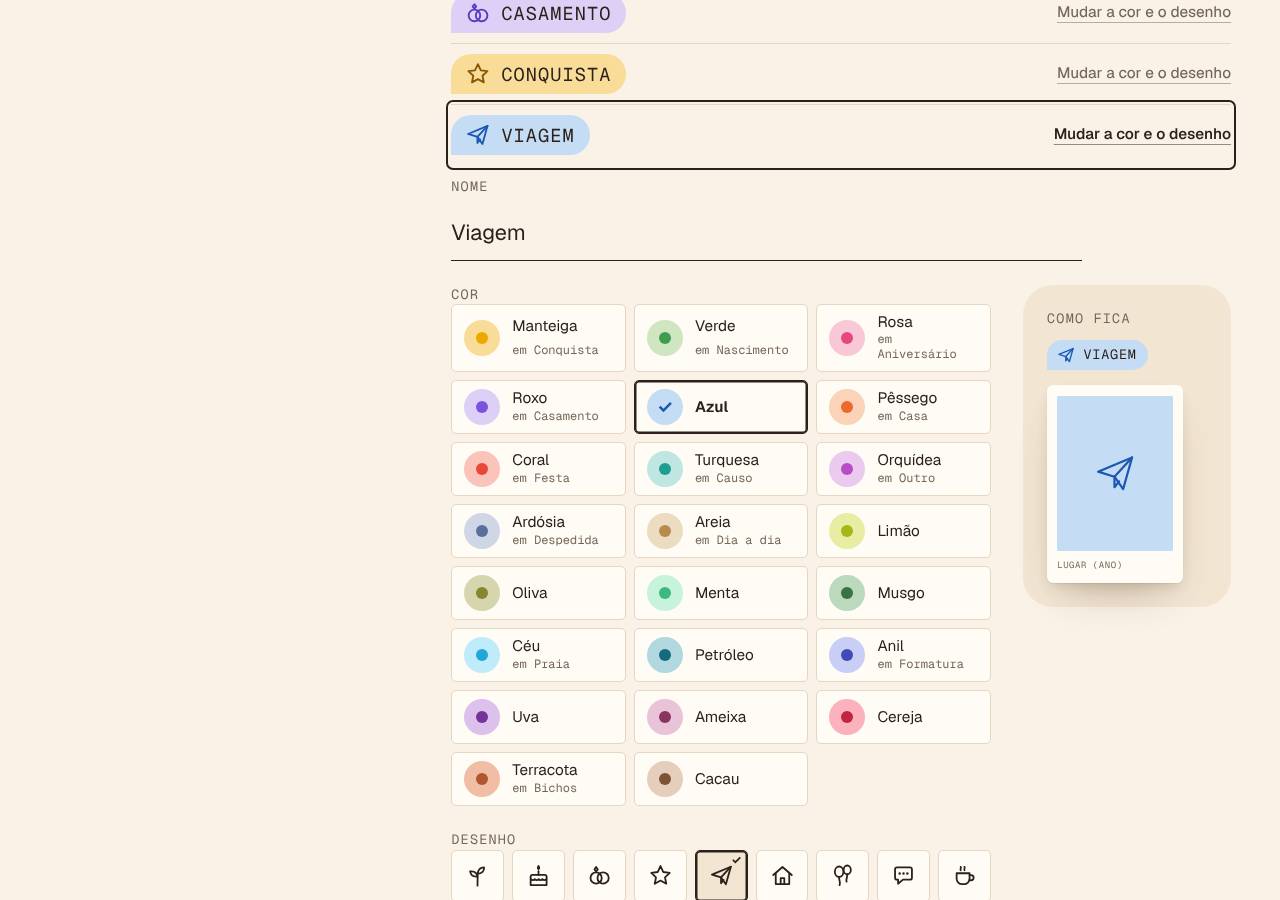 CASAMENTO
Mudar a cor e o desenho
CONQUISTA
Mudar a cor e o desenho
VIAGEM
Mudar a cor e o desenho
NOME
Viagem
COR
Manteiga
em Conquista
Verde
em Nascimento
Rosa
em
Aniversário
Roxo
em Casamento
Azul
Pêssego
em Casa
Coral
em Festa
Turquesa
em Causo
Orquídea
em Outro
Ardósia
em Despedida
Areia
em Dia a dia
Limão
Oliva
Menta
Musgo
Céu
em Praia
Petróleo
Anil
em Formatura
Uva
Ameixa
Cereja
Terracota
em Bichos
Cacau
COMO FICA
VIAGEM
LUGAR (ANO)
DESENHO